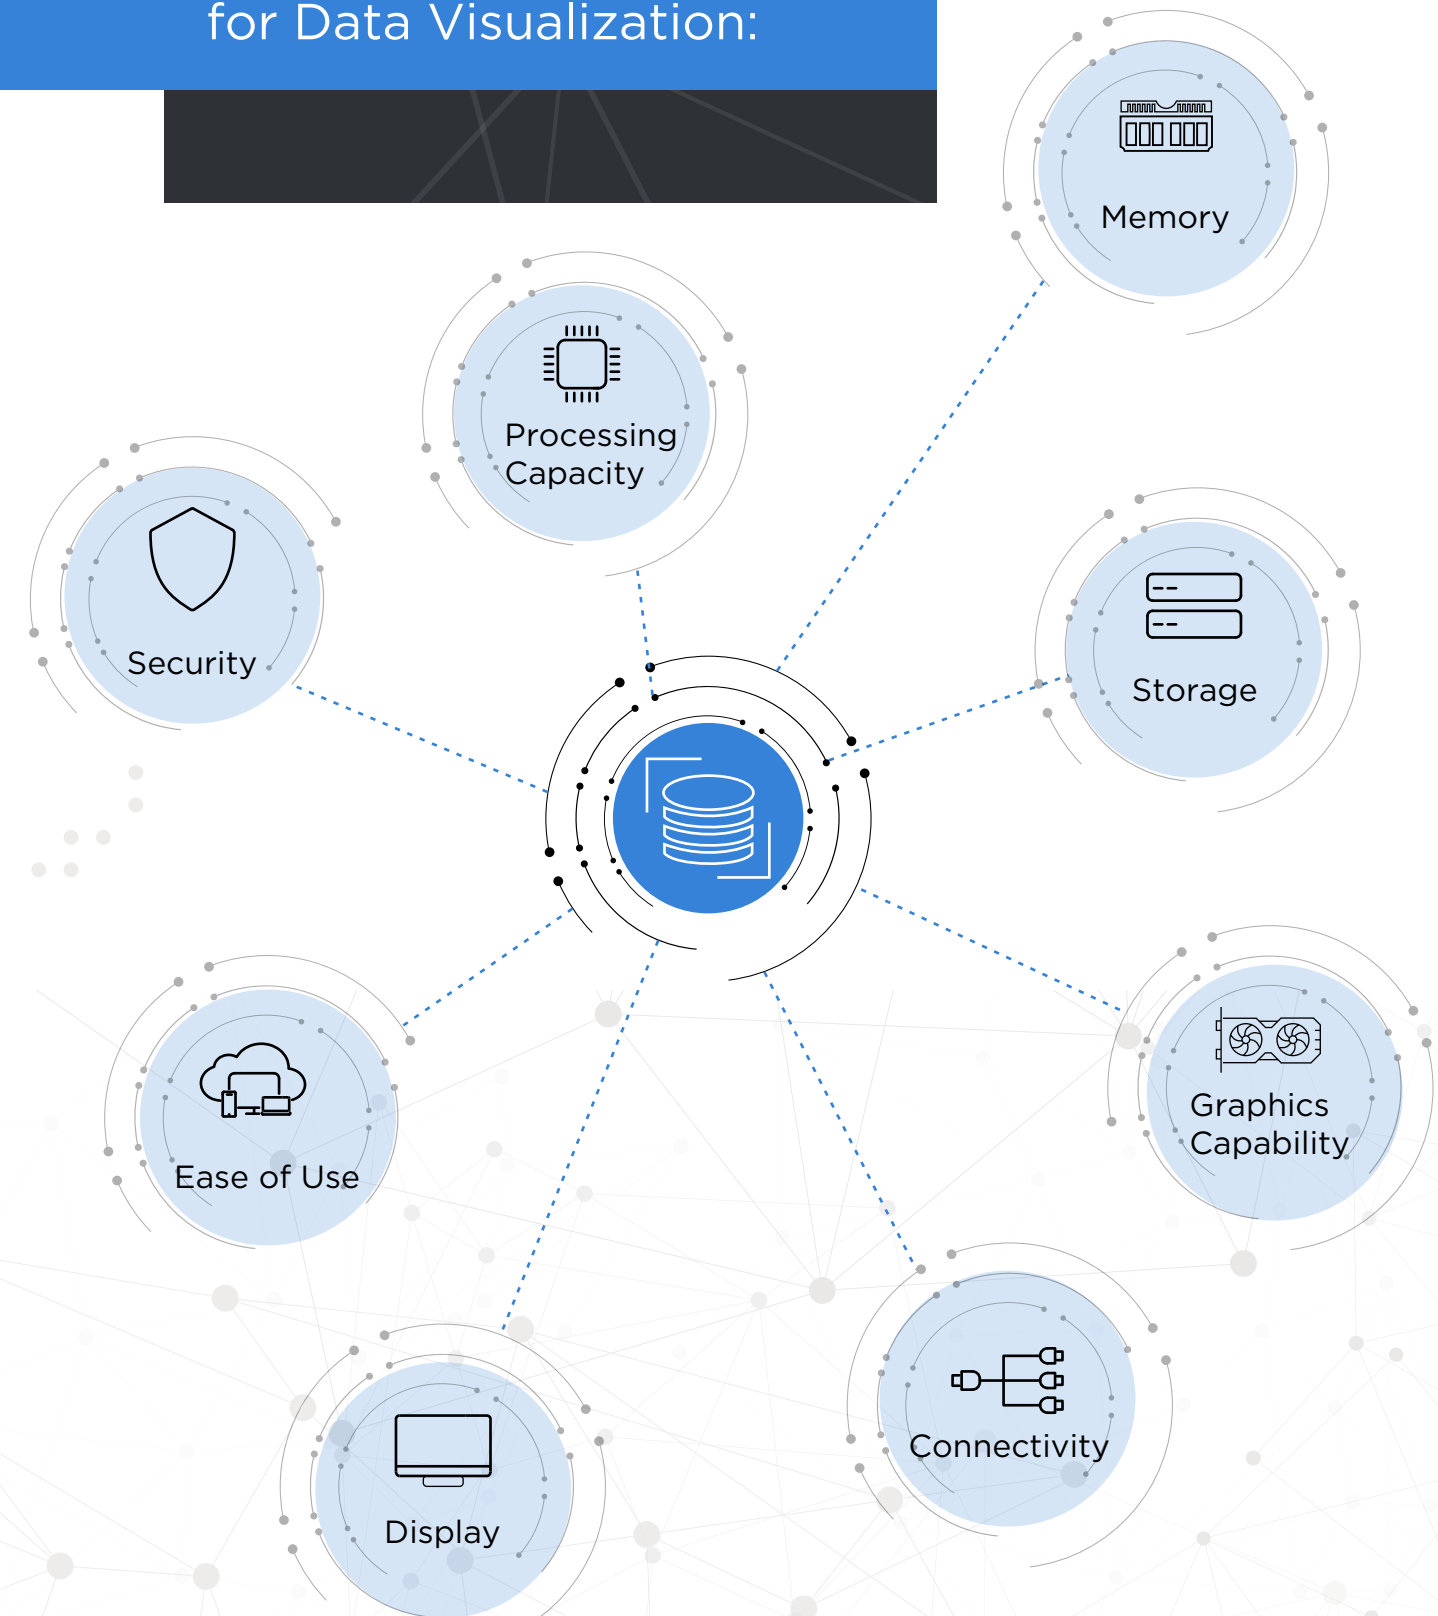 for Data Visualization:
Memory
Processing
Capacity
Security
Storage
Graphics
Capability
Ease of Use
Connectivity
Display